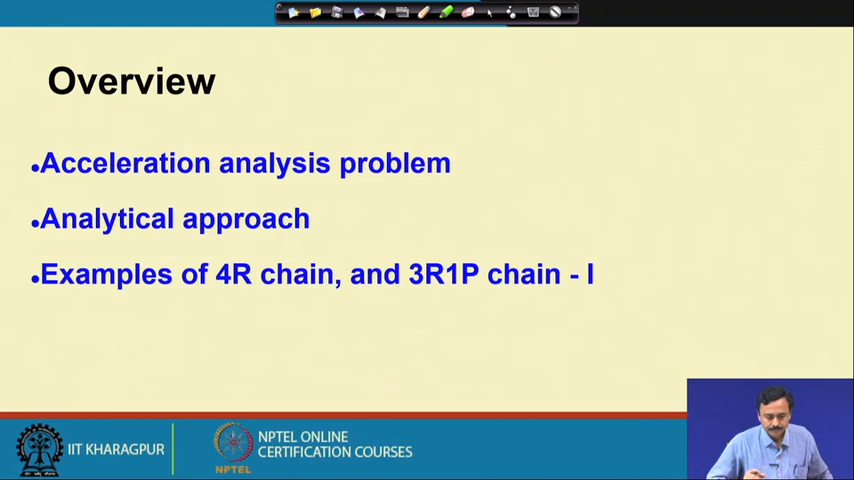 Overview
Acceleration analysis problem
Analytical approach
Examples of 4R chain, and 3R1P chain - I
IIT KHARAGPUR
NPTEL
NPTEL ONLINE
CERTIFICATION COURSES